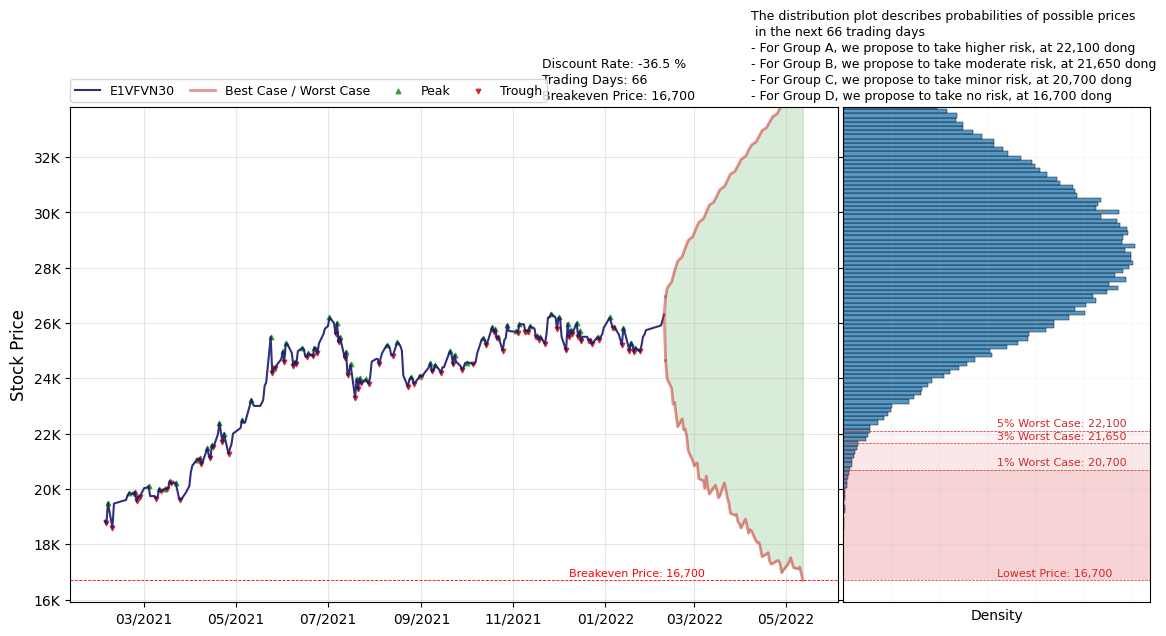 The distribution plot describes probabilities of possible prices
in the next 66 trading days
- For Group A, we propose to take higher risk, at 22,100 dong
- For Group B, we propose to take moderate risk, at 21,650 dong
- For Group C, we propose to take minor risk, at 20,700 dong
- For Group D, we propose to take no risk, at 16,700 dong
Discount Rate: -36.5 %
Trading Days: 66
Breakeven Price: 16,700
E1VFVN30
Best Case / Worst Case
Peak
Trough
Stock Price
32K
30K
28K
26K
24K
22K
20K
18K
16K
Breakeven Price: 16,700
03/2021
05/2021
07/2021
09/2021
11/2021
01/2022
03/2022
05/2022
5% Worst Case: 22,100
3% Worst Case: 21,650
1% Worst Case: 20,700
Lowest Price: 16,700
Density